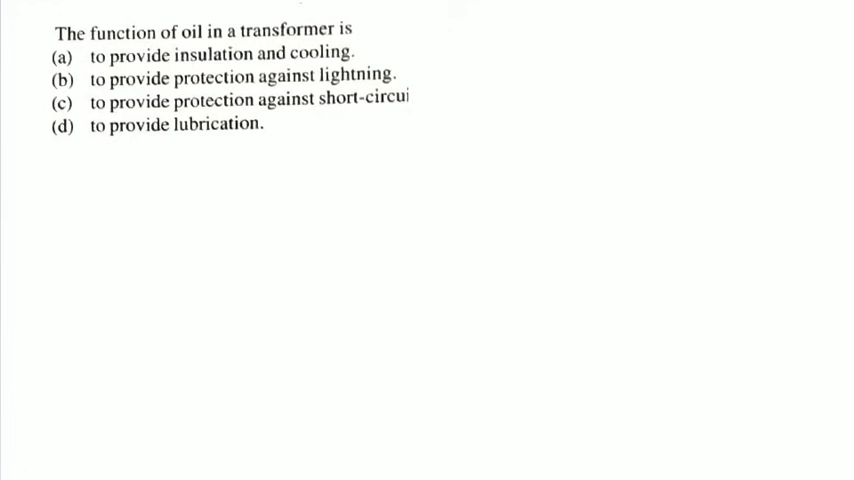 The function of oil in a transformer is
(a) to provide insulation and cooling.
(b) to provide protection against lightning.
(c) to provide protection against short-circui
(d) to provide lubrication.